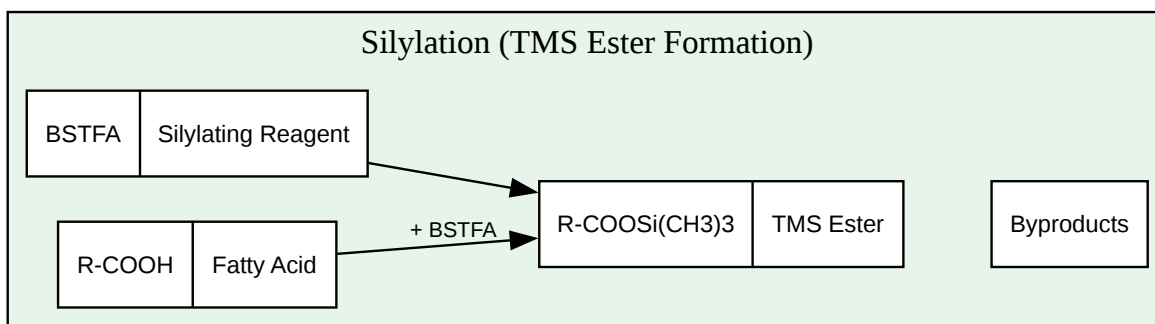 Silylation (TMS Ester Formation)
BSTFA
Silylating Reagent
R-COOH
Fatty Acid
+ BSTFA
R-COOSi(CH3)3
TMS Ester
Byproducts